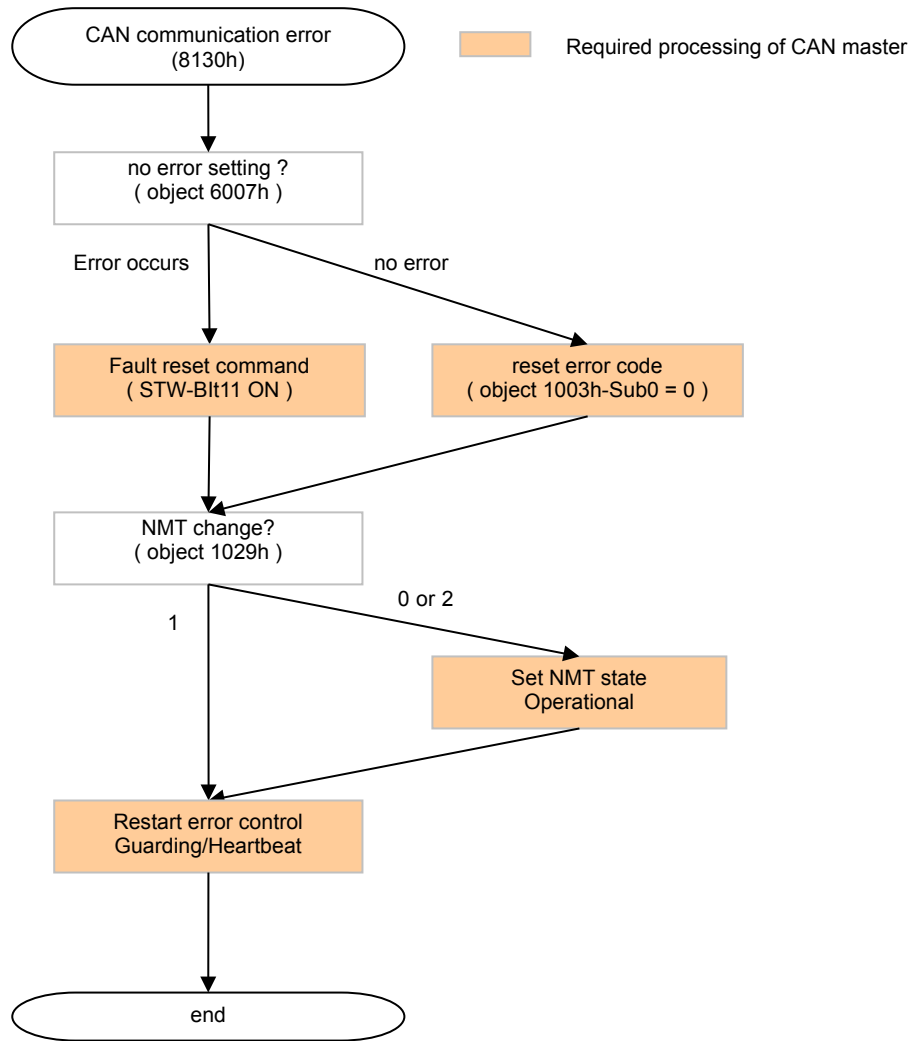 CAN communication error
(8130h)
Required processing of CAN master
no error setting ?
( object 6007h )
Error occurs
no error
Fault reset command
( STW-BIt11 ON )
reset error code
( object 1003h-Sub0 = 0 )
NMT change?
( object 1029h )
1
0 or 2
Set NMT state
Operational
Restart error control
Guarding/Heartbeat
end